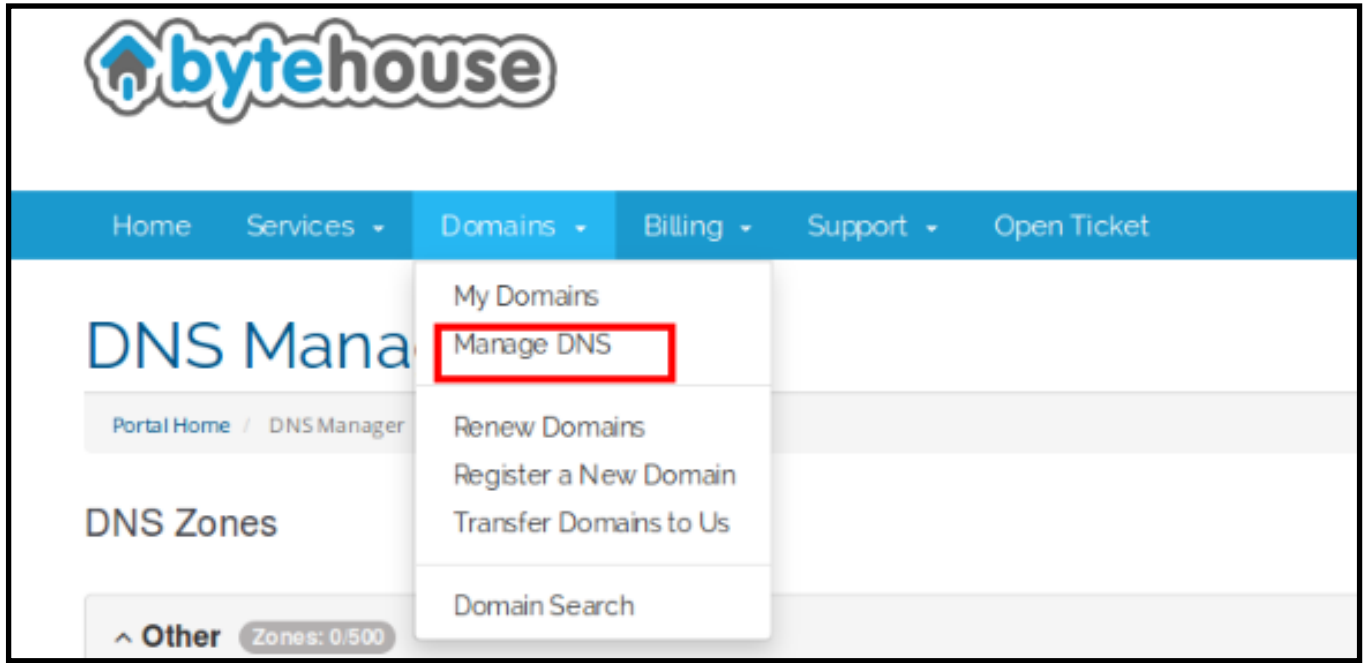 bytehouse
Home Services Domains Billing Support Open Ticket
My Domains
DNS Mana
Manage DNS
Portal Home / DNS Manager
Renew Domains
Register a New Domain
Transfer Domains to Us
DNS Zones
Domain Search
Other Zones: 0/500